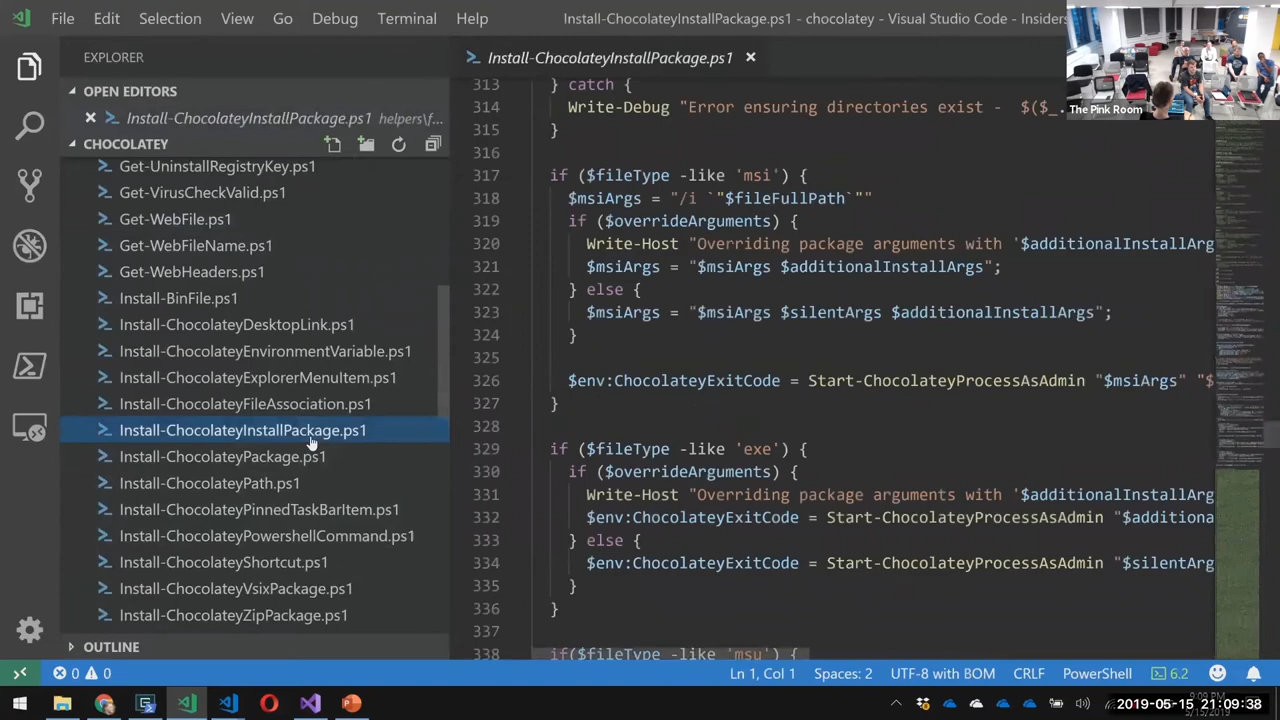 File Edit Selection View Go Debug Terminal Help
Install-ChocolateyInstallPackage.ps1 - chocolatey - Visual Studio Code - Insiders
The Pink Room
EXPLORER
OPEN EDITORS
Install-ChocolateyInstallPackage.ps1 helpers\f...
CHOCOLATEY
Get-UninstallRegistryKey.ps1
Get-VirusCheckValid.ps1
Get-WebFile.ps1
Get-WebFileName.ps1
Get-WebHeaders.ps1
Install-BinFile.ps1
Install-ChocolateyDesktopLink.ps1
Install-ChocolateyEnvironmentVariable.ps1
Install-ChocolateyExplorerMenuItem.ps1
Install-ChocolateyFileAssociation.ps1
Install-ChocolateyInstallPackage.ps1
Install-ChocolateyPackage.ps1
Install-ChocolateyPath.ps1
Install-ChocolateyPinnedTaskBarItem.ps1
Install-ChocolateyPowershellCommand.ps1
Install-ChocolateyShortcut.ps1
Install-ChocolateyVsixPackage.ps1
Install-ChocolateyZipPackage.ps1
OUTLINE
Install-ChocolateyInstallPackage.ps1
313 } catch {
314 Write-Debug "Error ensuring directories exist - $($_
315 }
316
317 if ($fileType -like 'msi') {
318 $msiArgs = "/i `"$fileFullPath`""
319 if ($overrideArguments) {
320 Write-Host "Overriding package arguments with '$additionalInstallArg
321 $msiArgs = "$msiArgs $additionalInstallArgs";
322 } else {
323 $msiArgs = "$msiArgs $silentArgs $additionalInstallArgs";
324
325
326 $env:ChocolateyExitCode = Start-ChocolateyProcessAsAdmin "$msiArgs" "$
327
328
329 if ($fileType -like 'exe') {
330 if ($overrideArguments) {
331 Write-Host "Overriding package arguments with '$additionalInstallArg
332 $env:ChocolateyExitCode = Start-ChocolateyProcessAsAdmin "$additiona
333 } else {
334 $env:ChocolateyExitCode = Start-ChocolateyProcessAsAdmin "$silentArg
335 }
336 }
337
338 if($fileType -like 'msu') {
0 0
Ln 1, Col 1 Spaces: 2 UTF-8 with BOM CRLF PowerShell 6.2
9:09 PM
5/15/2019
2019-05-15 21:09:38